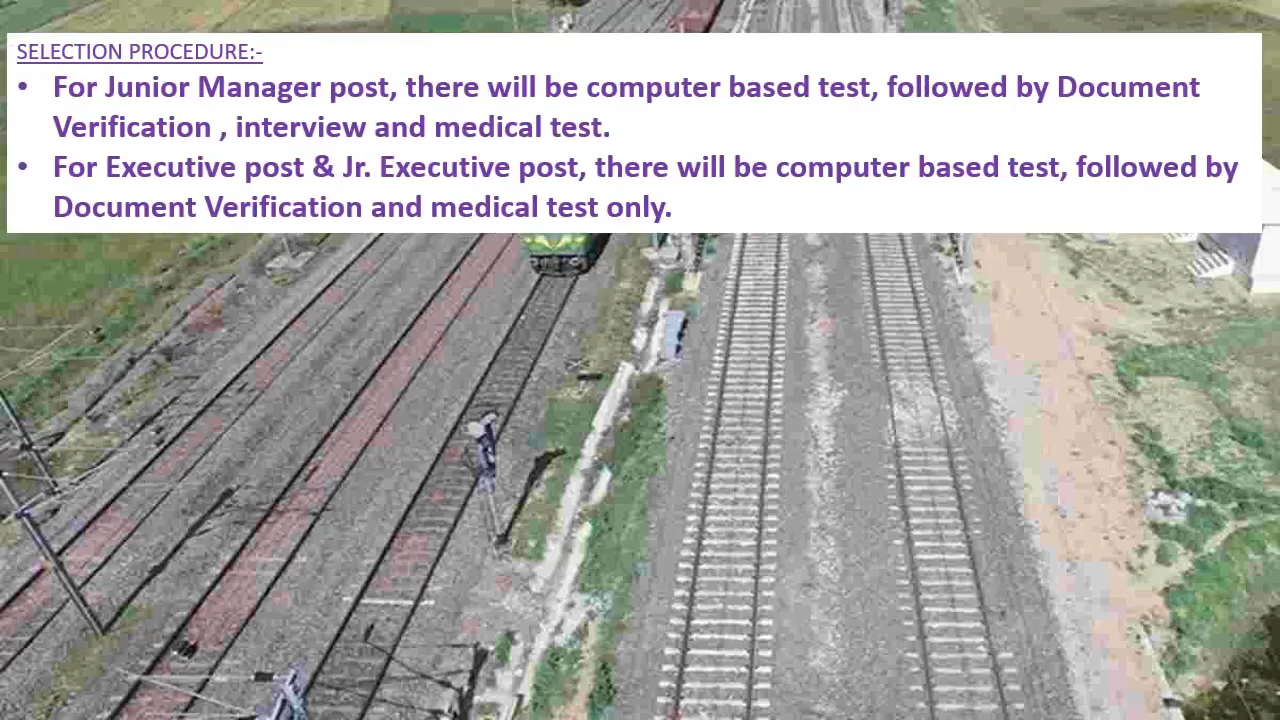 SELECTION PROCEDURE:-
• For Junior Manager post, there will be computer based test, followed by Document
Verification , interview and medical test.
• For Executive post & Jr. Executive post, there will be computer based test, followed by
Document Verification and medical test only.